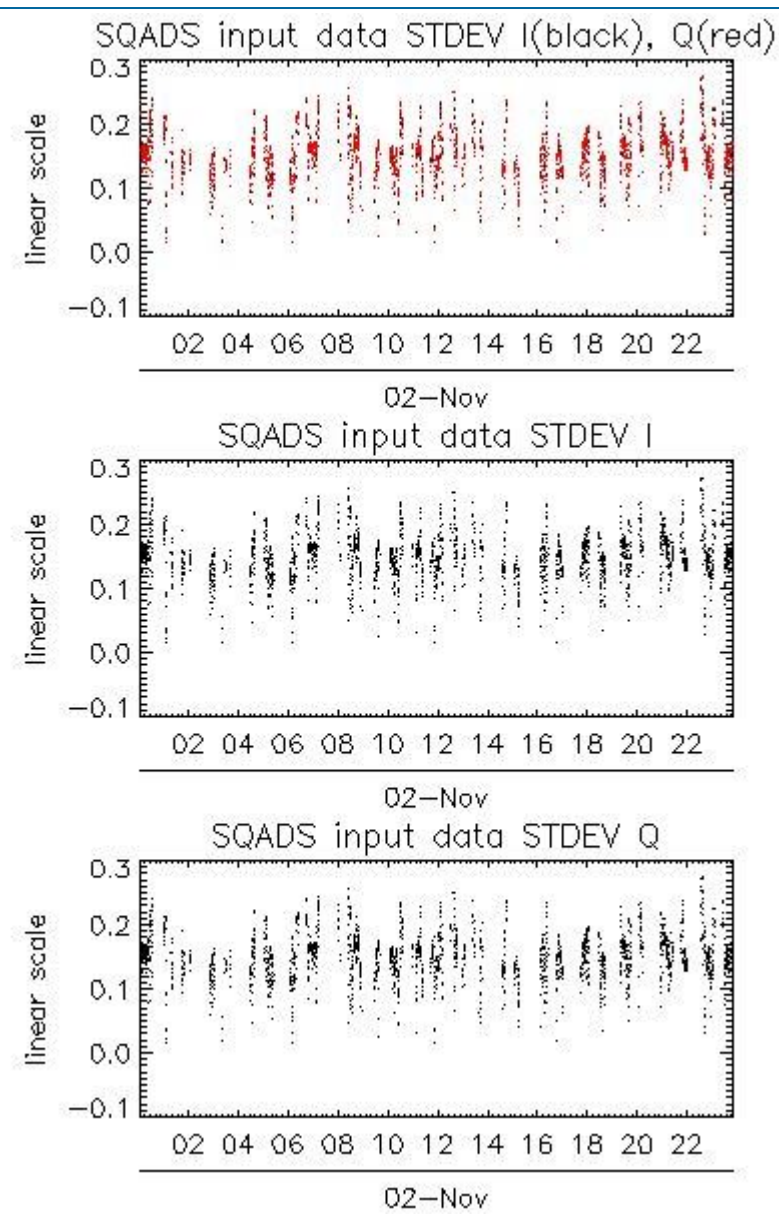 SQADS input data STDEV I(black), Q(red)
0.3
0.2
0.1
0.0
−0.1
linear scale
02 04 06 08 10 12 14 16 18 20 22
02−Nov
SQADS input data STDEV I
0.3
0.2
0.1
0.0
−0.1
linear scale
02 04 06 08 10 12 14 16 18 20 22
02−Nov
SQADS input data STDEV Q
0.3
0.2
0.1
0.0
−0.1
linear scale
02 04 06 08 10 12 14 16 18 20 22
02−Nov